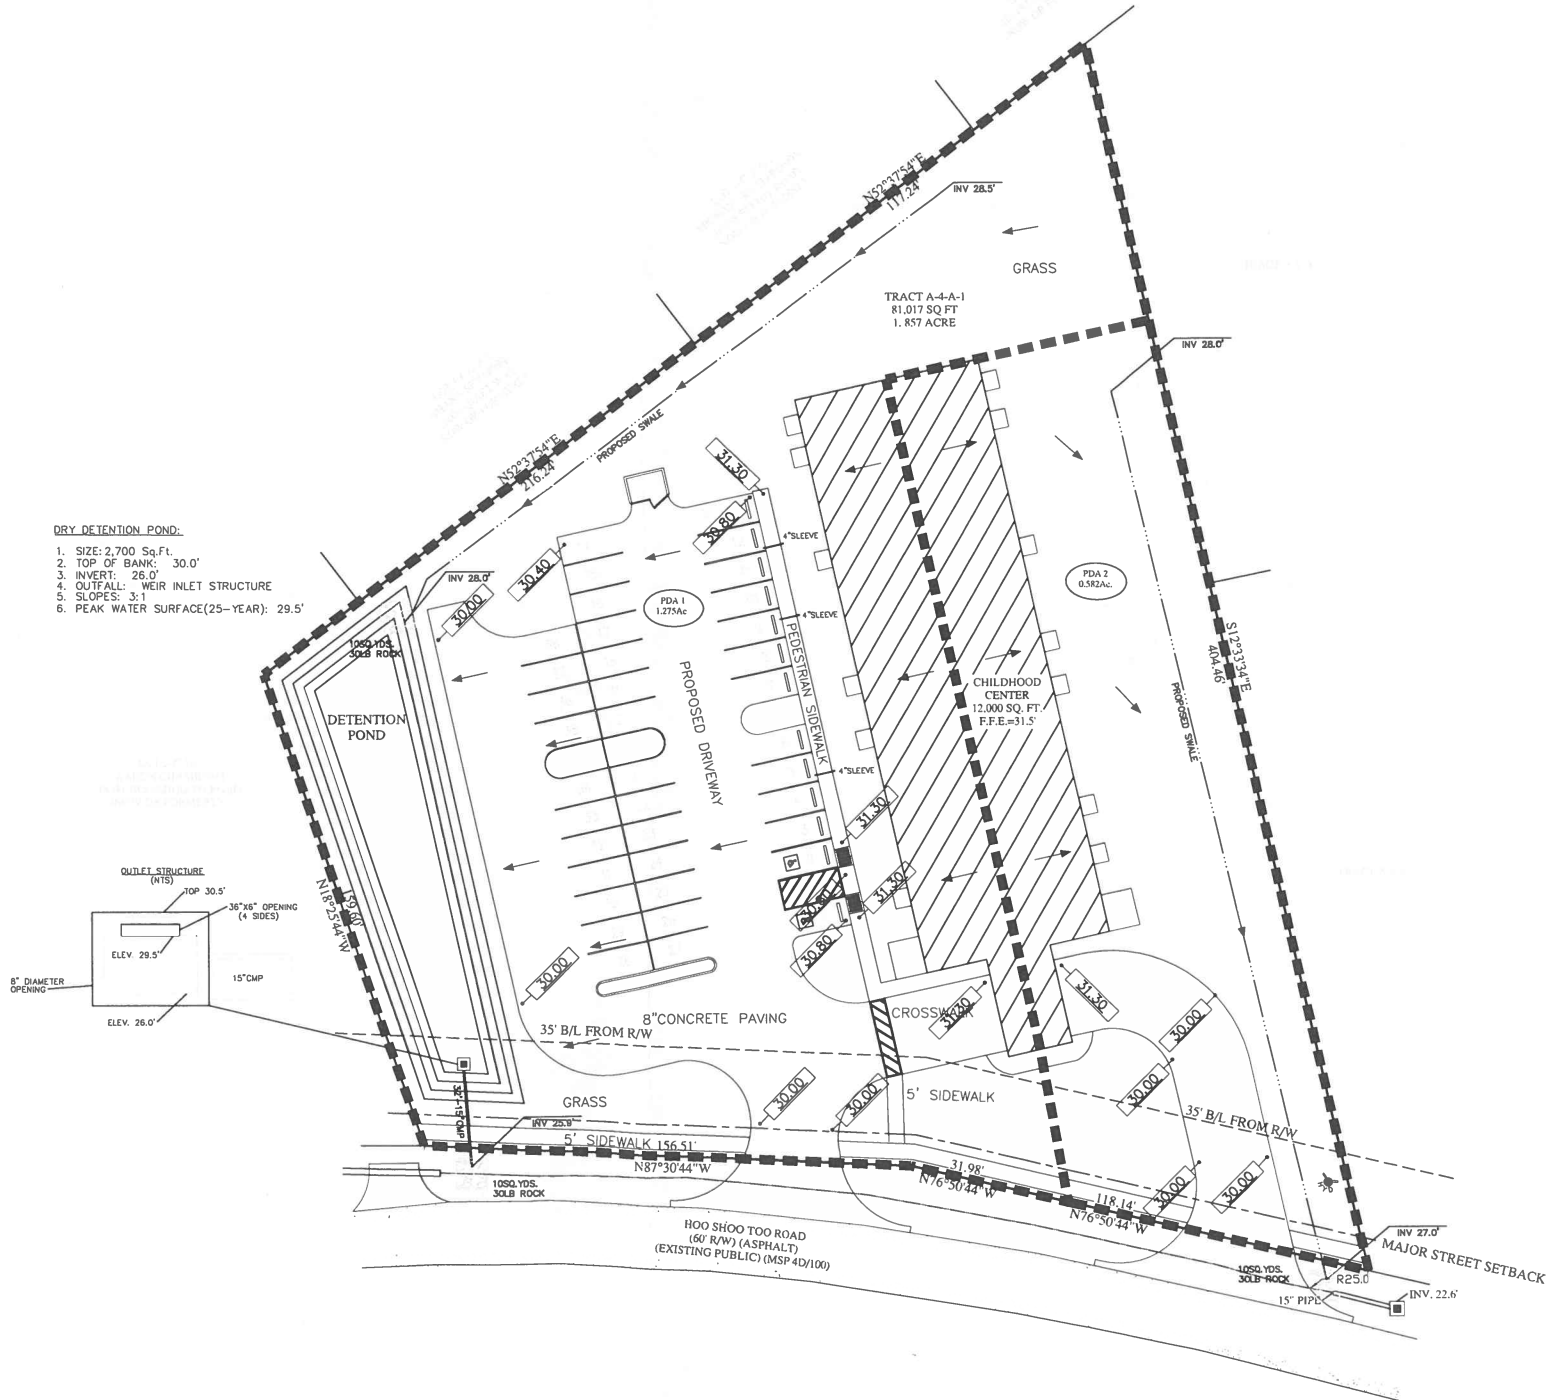 N52°37'54"E
117.24'
INV 28.5'
GRASS
TRACT A-4-A-1
81,017 SQ FT
1. 857 ACRE
INV 28.0'
N52°37'54"E
216.24'
PROPOSED SWALE
31.30
30.80
4"SLEEVE
30.40
DRY DETENTION POND:
1. SIZE: 2,700 Sq.Ft.
2. TOP OF BANK: 30.0'
3. INVERT: 26.0'
4. OUTFALL: WEIR INLET STRUCTURE
5. SLOPES: 3:1
6. PEAK WATER SURFACE(25-YEAR): 29.5'
INV 28.0'
30.00
PDA 1
1.275Ac
PDA 2
0.582Ac.
4"SLEEVE
10SQ.YDS.
30LB ROCK
PEDESTRIAN SIDEWALK
S12°33'34"E
404.46'
DETENTION
POND
PROPOSED DRIVEWAY
CHILDHOOD
CENTER
12,000 SQ. FT.
F.F.E.=31.5'
PROPOSED SWALE
4"SLEEVE
31.30
OUTLET STRUCTURE
(NTS)
TOP 30.5'
36"X6" OPENING
(4 SIDES)
ELEV. 29.5'
8" DIAMETER
OPENING
15"CMP
ELEV. 26.0'
159.60'
N18°25'44"W
31.30
30.80
30.80
30.00
31.30
31.30
30.00
8"CONCRETE PAVING
CROSSWALK
35' B/L FROM R/W
30.00
30.00
30.00
5' SIDEWALK
GRASS
32'-15" CMP
INV 25.9'
35' B/L FROM R/W
5' SIDEWALK
156.51'
N87°30'44"W
31.98'
N76°50'44"W
118.14'
N76°50'44"W
30.00
30.00
10SQ.YDS.
30LB ROCK
HOO SHOO TOO ROAD
(60' R/W) (ASPHALT)
(EXISTING PUBLIC) (MSP 4D/100)
INV 27.0'
MAJOR STREET SETBACK
10SQ.YDS.
30LB ROCK
R25.0
15" PIPE
INV. 22.6'